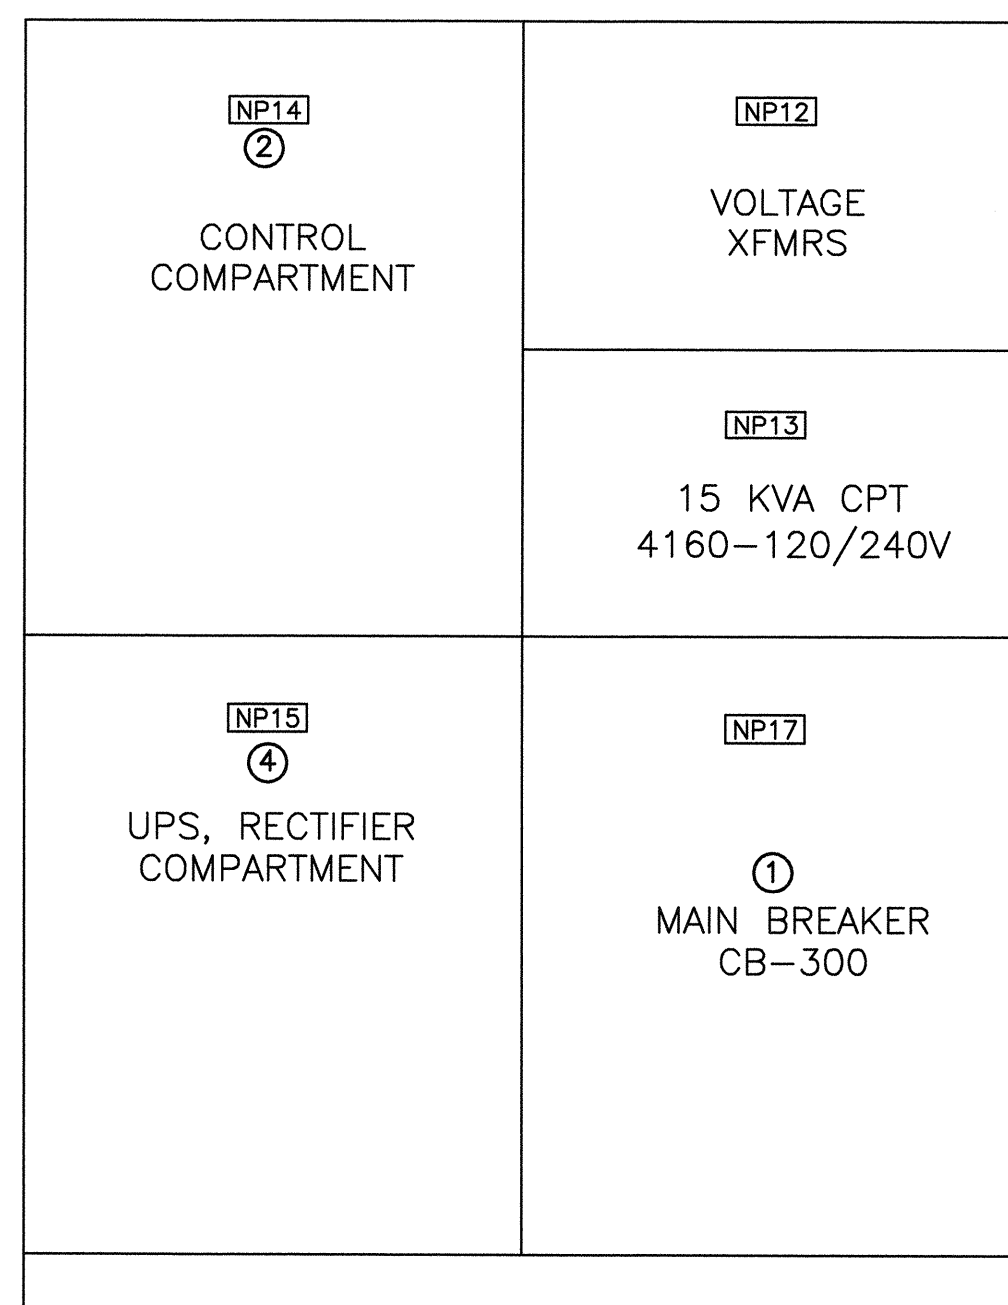 NP14
2
CONTROL
COMPARTMENT
NP12
VOLTAGE
XFMRS
NP13
15 KVA CPT
4160-120/240V
NP15
4
UPS, RECTIFIER
COMPARTMENT
NP17
1
MAIN BREAKER
CB-300